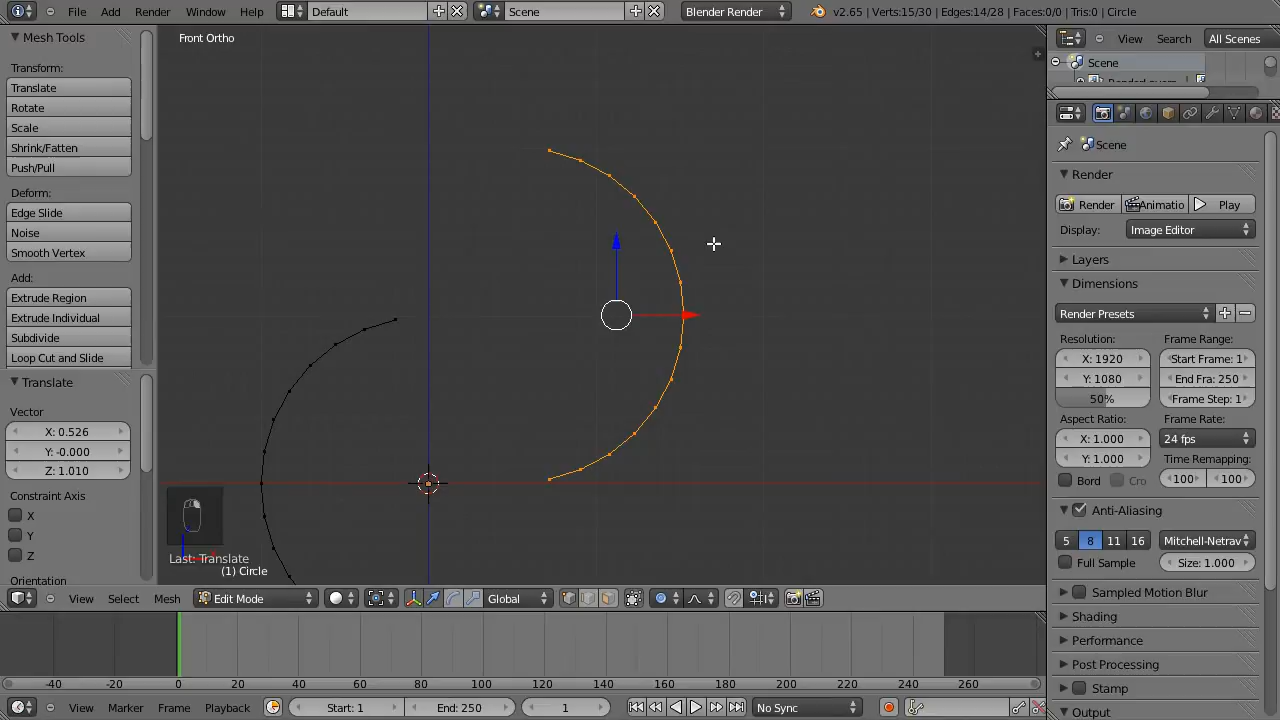 File Add Render Window Help Default Scene Blender Render v2.65 | Verts:15/30 | Edges:14/28 | Faces:0/0 | Tris:0 | Circle
Mesh Tools
Transform:
Translate
Rotate
Scale
Shrink/Fatten
Push/Pull
Deform:
Edge Slide
Noise
Smooth Vertex
Add:
Extrude Region
Extrude Individual
Subdivide
Loop Cut and Slide
Translate
Vector
X: 0.526
Y: -0.000
Z: 1.010
Constraint Axis
X
Y
Z
Orientation
Front Ortho
Last: Translate
(1) Circle
View Select Mesh Edit Mode Global
-40 -20 0 20 40 60 80 100 120 140 160 180 200 220 240 260
View Marker Frame Playback Start: 1 End: 250 1 No Sync
View Search All Scenes
Scene
Scene
Render
Render Animatio Play
Display: Image Editor
Layers
Dimensions
Render Presets
Resolution: Frame Range:
X: 1920 Start Frame: 1
Y: 1080 End Fra: 250
50% Frame Step: 1
Aspect Ratio: Frame Rate:
X: 1.000 24 fps
Y: 1.000 Time Remapping:
Bord Cro 100 100
Anti-Aliasing
5 8 11 16 Mitchell-Netrav
Full Sample Size: 1.000
Sampled Motion Blur
Shading
Performance
Post Processing
Stamp
Output